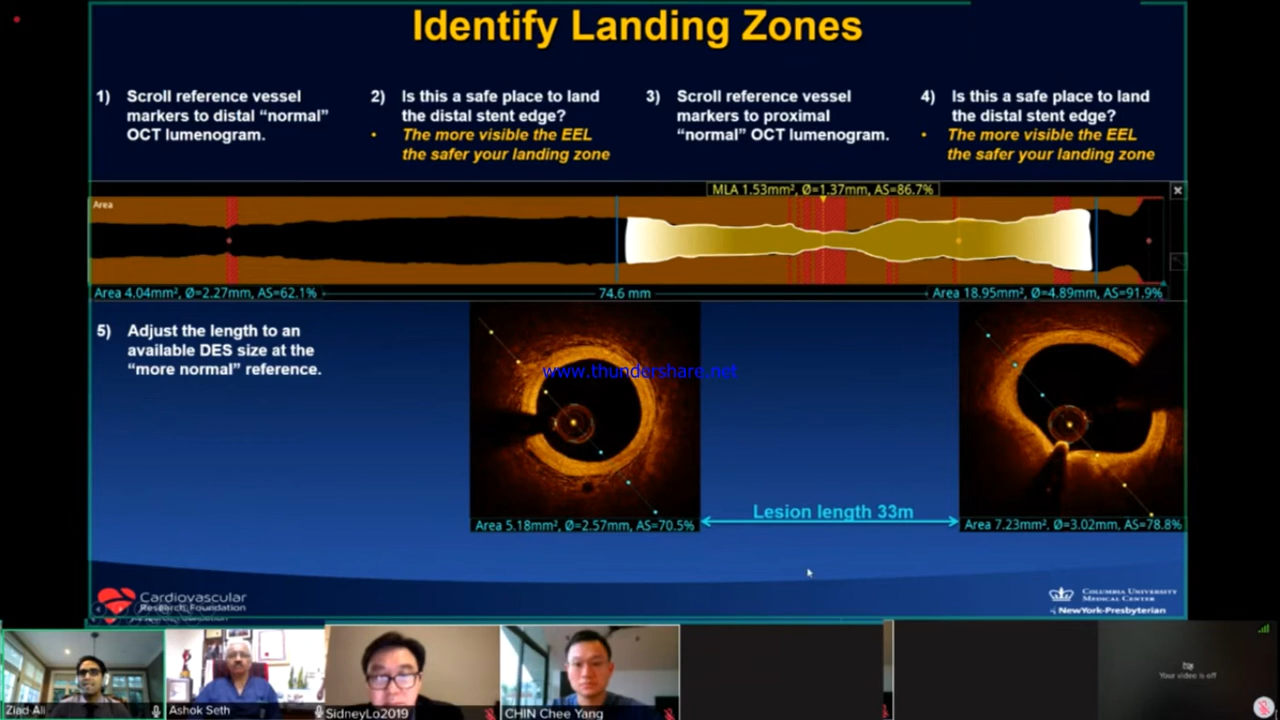 Identify Landing Zones
1) Scroll reference vessel
markers to distal “normal”
OCT lumenogram.
2) Is this a safe place to land
the distal stent edge?
• The more visible the EEL
the safer your landing zone
3) Scroll reference vessel
markers to proximal
“normal” OCT lumenogram.
4) Is this a safe place to land
the distal stent edge?
• The more visible the EEL
the safer your landing zone
MLA 1.53mm², Ø=1.37mm, AS=86.7%
Area
Area 4.04mm², Ø=2.27mm, AS=62.1%
74.6 mm
Area 18.95mm², Ø=4.89mm, AS=91.9%
5) Adjust the length to an
available DES size at the
“more normal” reference.
www.thundershare.net
Lesion length 33m
Area 5.18mm², Ø=2.57mm, AS=70.5%
Area 7.23mm². Ø=3.02mm, AS=78.8%
Cardiovascular
Research Foundation
COLUMBIA UNIVERSITY
MEDICAL CENTER
NewYork-Presbyterian
Ziad Ali
Ashok Seth
SidneyLo2019
CHIN Chee Yang
Your video is off